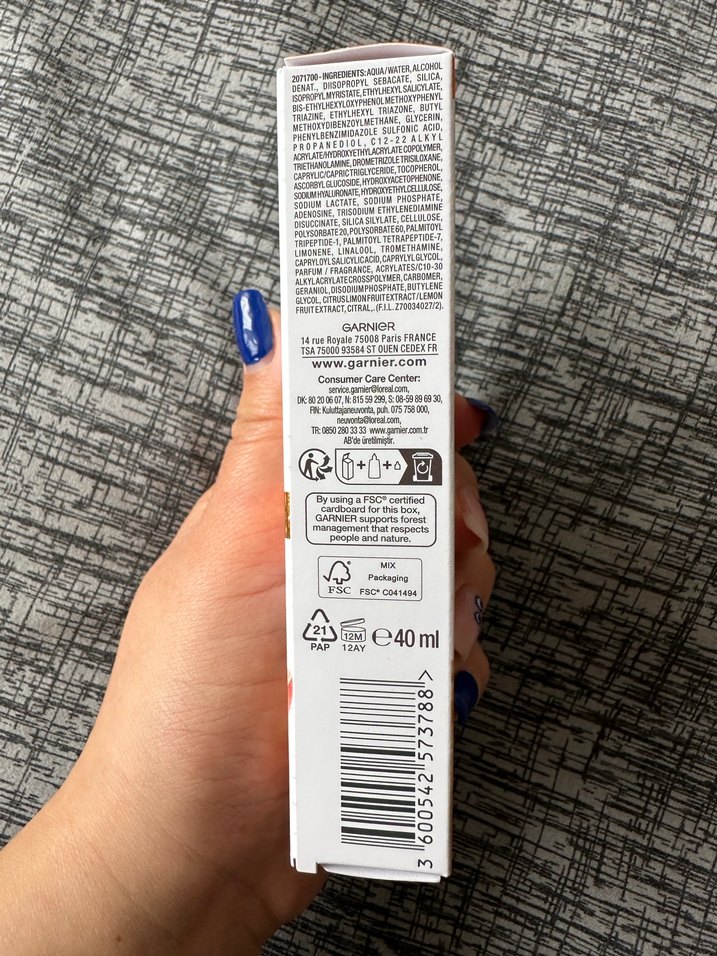 2071700 - INGREDIENTS: AQUA / WATER, ALCOHOL
DENAT., DIISOPROPYL SEBACATE, SILICA,
ISOPROPYL MYRISTATE, ETHYLHEXYL SALICYLATE,
BIS-ETHYLHEXYLOXYPHENOL METHOXYPHENYL
TRIAZINE, ETHYLHEXYL TRIAZONE, BUTYL
METHOXYDIBENZOYLMETHANE, GLYCERIN,
PHENYLBENZIMIDAZOLE SULFONIC ACID,
PROPANEDIOL, C12-22 ALKYL
ACRYLATE/HYDROXYETHYLACRYLATE COPOLYMER,
TRIETHANOLAMINE, DROMETRIZOLE TRISILOXANE,
CAPRYLIC/CAPRIC TRIGLYCERIDE, TOCOPHEROL,
ASCORBYL GLUCOSIDE, HYDROXYACETOPHENONE,
SODIUM HYALURONATE, HYDROXYETHYLCELLULOSE,
SODIUM LACTATE, SODIUM PHOSPHATE,
ADENOSINE, TRISODIUM ETHYLENEDIAMINE
DISUCCINATE, SILICA SILYLATE, CELLULOSE,
POLYSORBATE 20, POLYSORBATE 60, PALMITOYL
TRIPEPTIDE-1, PALMITOYL TETRAPEPTIDE-7,
LIMONENE, LINALOOL, TROMETHAMINE,
CAPRYLOYL SALICYLIC ACID, CAPRYLYL GLYCOL,
PARFUM / FRAGRANCE, ACRYLATES/C10-30
ALKYL ACRYLATE CROSSPOLYMER, CARBOMER,
GERANIOL, DISODIUM PHOSPHATE, BUTYLENE
GLYCOL, CITRUS LIMON FRUIT EXTRACT / LEMON
FRUIT EXTRACT, CITRAL,. (F.I.L. Z70034027/2).
GARNIER
14 rue Royale 75008 Paris FRANCE
TSA 75000 93584 ST OUEN CEDEX FR
www.garnier.com
Consumer Care Center:
service.garnier@loreal.com,
DK: 80 20 06 07, N: 815 59 299, S: 08-59 89 69 30,
FIN: Kuluttajaneuvonta, puh. 075 758 000,
neuvonta@loreal.com,
TR: 0850 280 33 33 www.garnier.com.tr
AB'de üretilmiştir.
By using a FSC® certified
cardboard for this box,
GARNIER supports forest
management that respects
people and nature.
FSC
MIX
Packaging
FSC® C041494
21
PAP
12M
12AY
e 40 ml
3 600542 573788 >